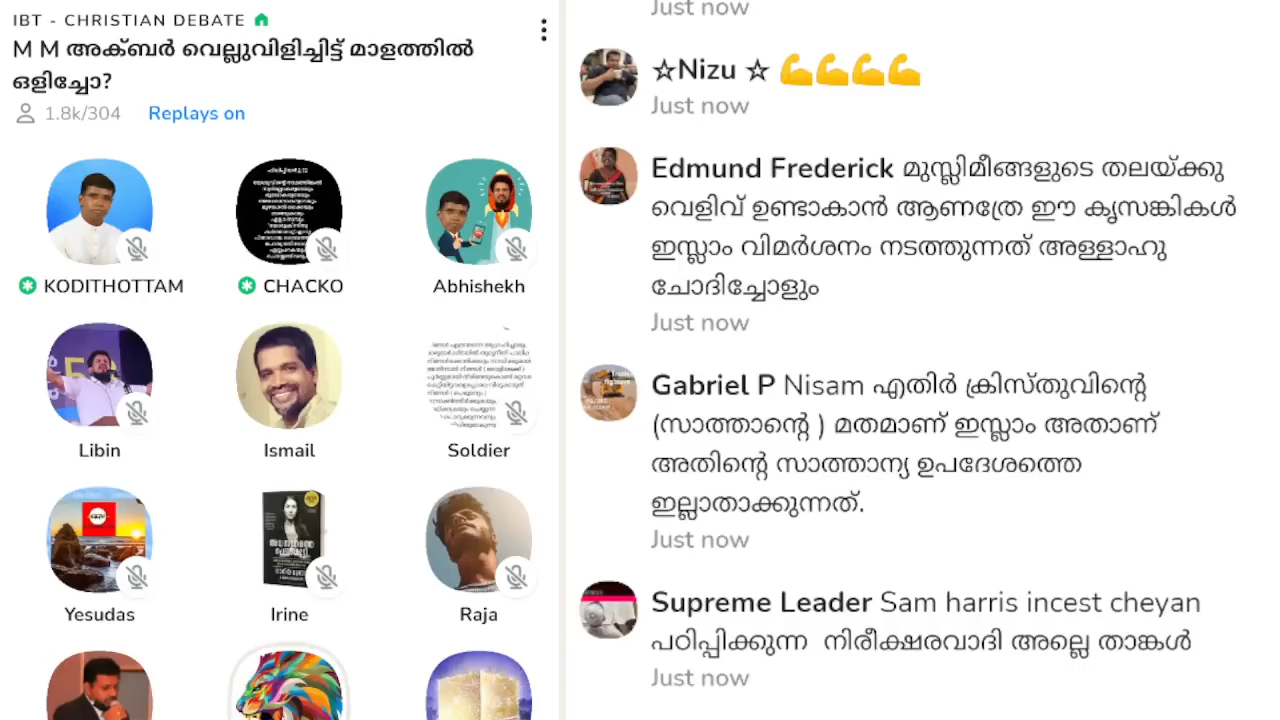 IBT - CHRISTIAN DEBATE
M M അക്ബർ വെല്ലുവിളിച്ചിട്ട് മാളത്തിൽ
ഒളിച്ചോ?
1.8k/304 Replays on
KODITHOTTAM
CHACKO
Abhishekh
Libin
Ismail
Soldier
Yesudas
Irine
Raja
Just now
☆Nizu ☆ 💪💪💪💪
Just now
Edmund Frederick മുസ്ലിമീങ്ങളുടെ തലയ്ക്കു
വെളിവ് ഉണ്ടാകാൻ ആണത്രേ ഈ കൃസങ്കികൾ
ഇസ്ലാം വിമർശനം നടത്തുന്നത് അള്ളാഹു
ചോദിച്ചോളും
Just now
Gabriel P Nisam എതിർ ക്രിസ്തുവിന്റെ
(സാത്താന്റെ ) മതമാണ് ഇസ്ലാം അതാണ്
അതിന്റെ സാത്താന്യ ഉപദേശത്തെ
ഇല്ലാതാക്കുന്നത്.
Just now
Supreme Leader Sam harris incest cheyan
പഠിപ്പിക്കുന്ന നിരീക്ഷരവാദി അല്ലെ താങ്കൾ
Just now